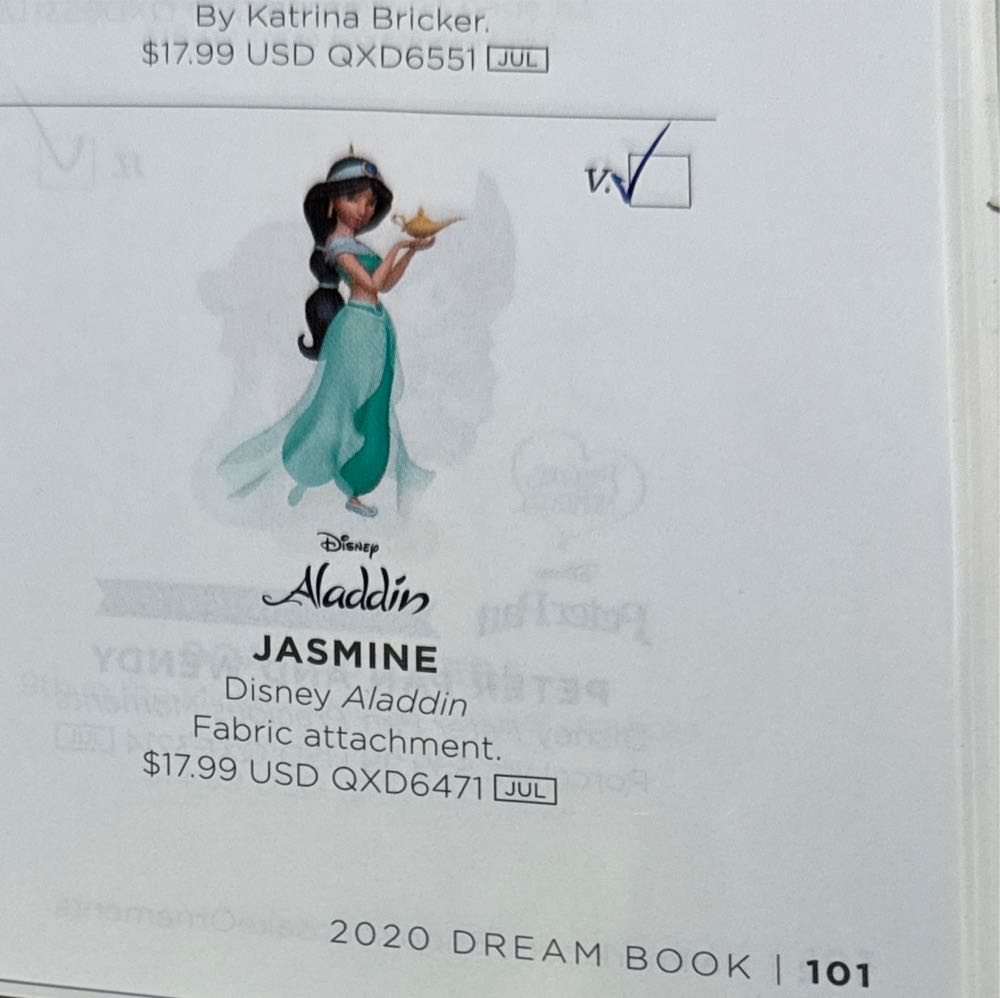 By Katrina Bricker.
$17.99 USD QXD6551 JUL
V.
Disney
Aladdin
JASMINE
Disney Aladdin
Fabric attachment.
$17.99 USD QXD6471 JUL
2020 DREAM BOOK | 101